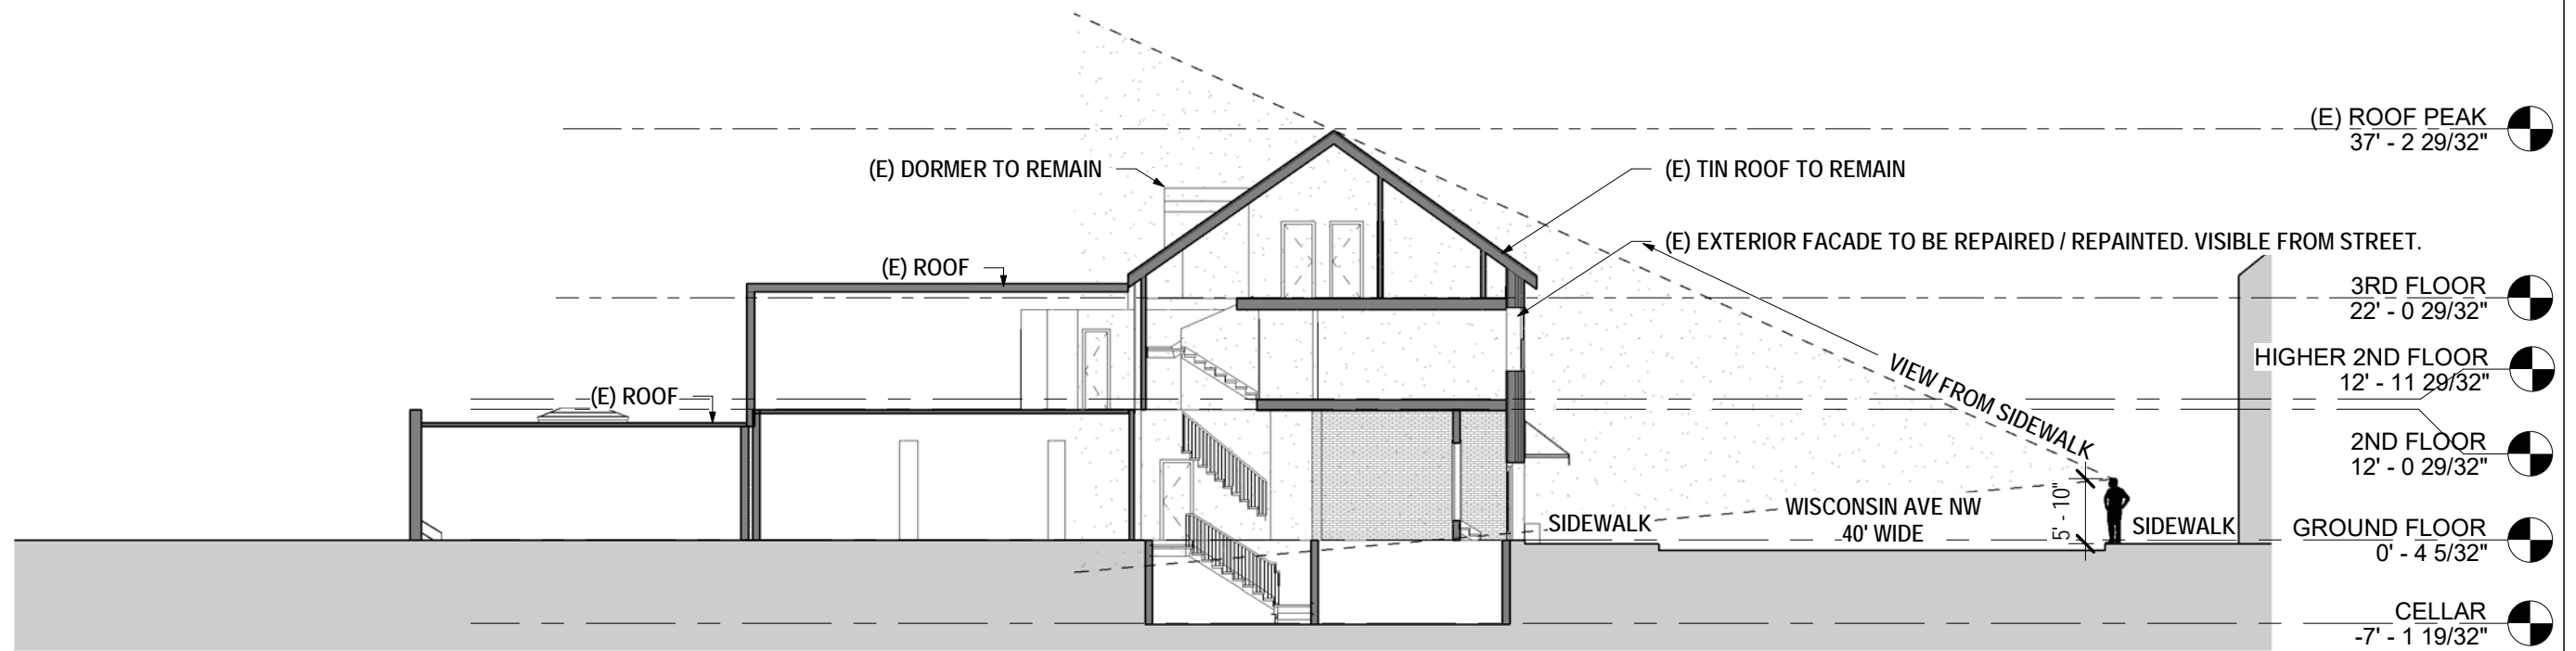 (E) ROOF PEAK
37' - 2 29/32"
(E) DORMER TO REMAIN
(E) TIN ROOF TO REMAIN
(E) EXTERIOR FACADE TO BE REPAIRED / REPAINTED. VISIBLE FROM STREET.
(E) ROOF
3RD FLOOR
22' - 0 29/32"
HIGHER 2ND FLOOR
12' - 11 29/32"
(E) ROOF
VIEW FROM SIDEWALK
2ND FLOOR
12' - 0 29/32"
5' - 10"
WISCONSIN AVE NW
40' WIDE
SIDEWALK
SIDEWALK
GROUND FLOOR
0' - 4 5/32"
CELLAR
-7' - 1 19/32"